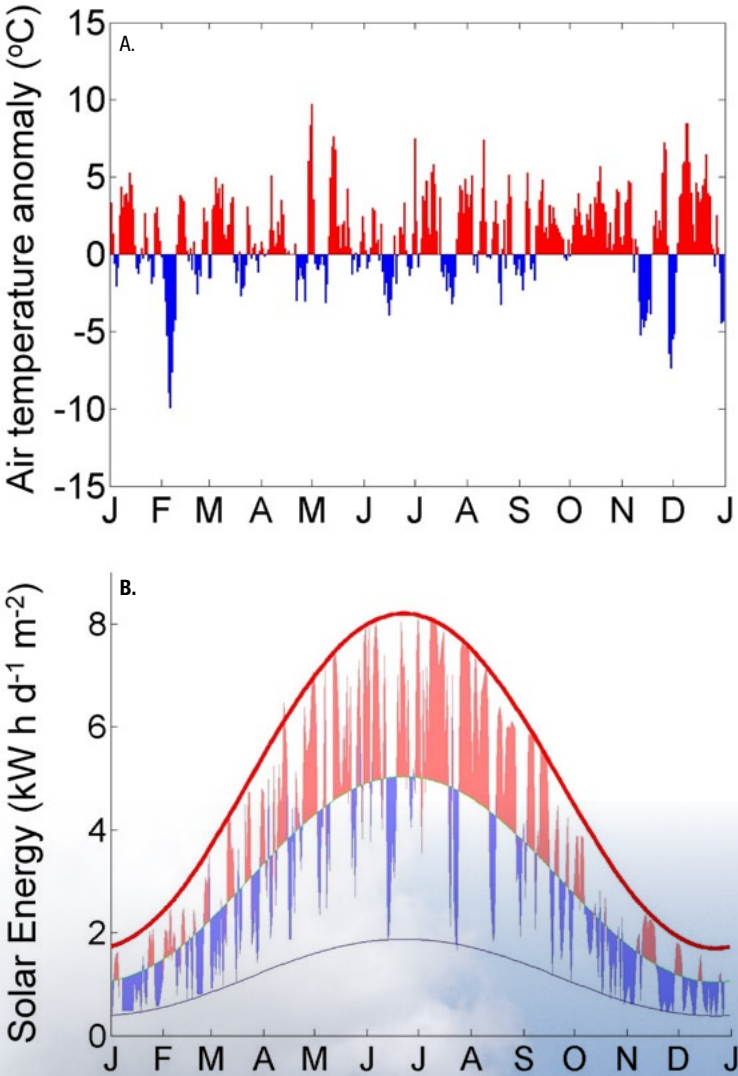 A.
Air temperature anomaly (ºC)
15
10
5
0
-5
-10
-15
J F M A M J J A S O N D J
B.
Solar Energy (kW h d⁻¹ m⁻²)
8
6
4
2
0
J F M A M J J A S O N D J